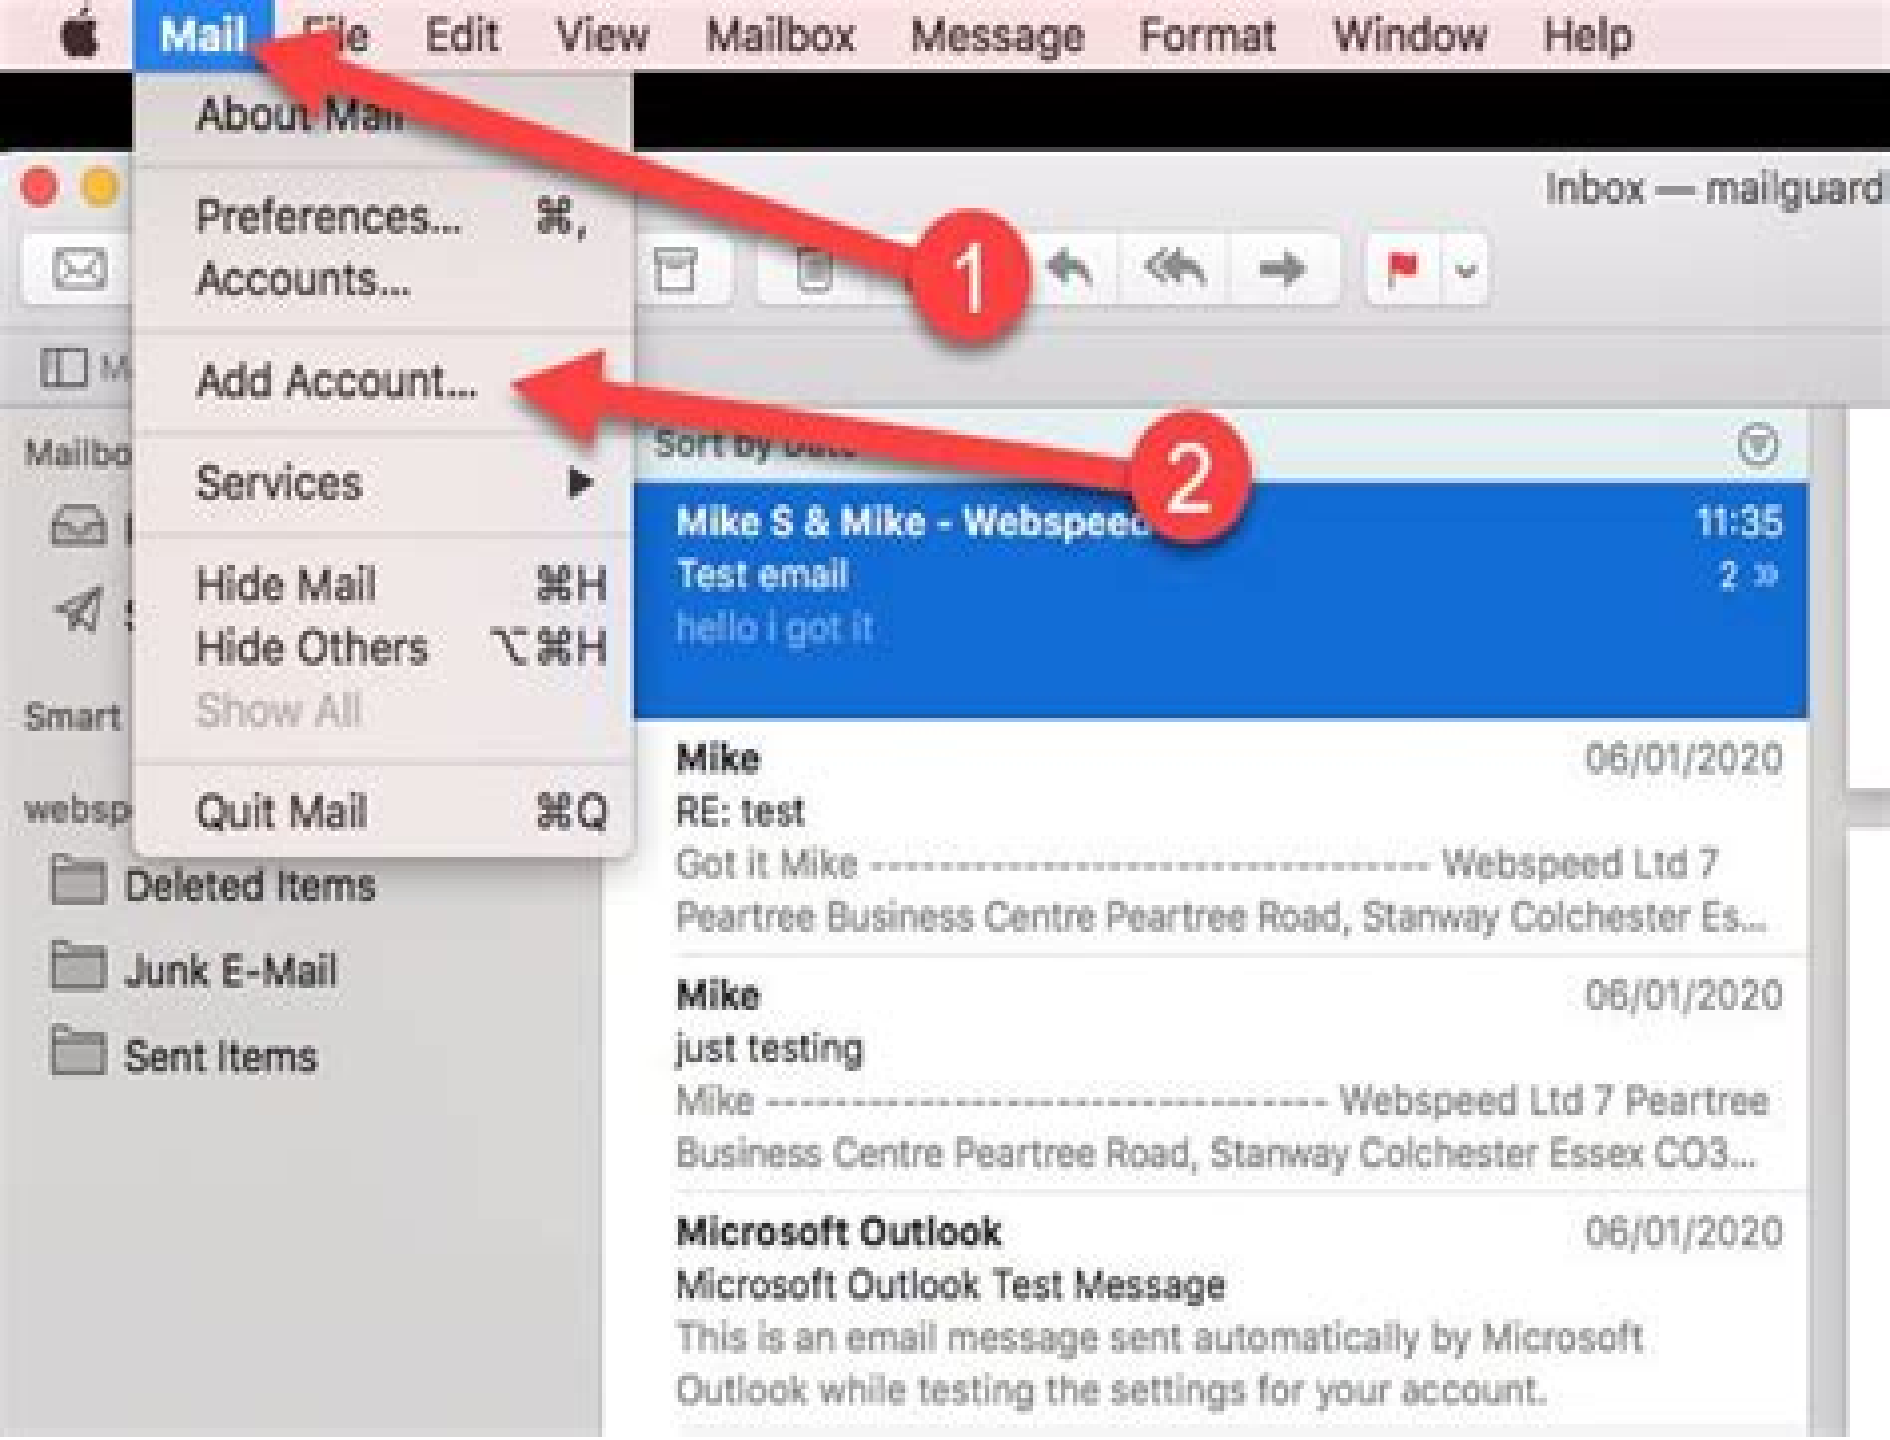 Mail File Edit View Mailbox Message Format Window Help
About Mail
Preferences... ⌘,
Accounts...
Add Account...
Services
Hide Mail ⌘H
Hide Others ⌥⌘H
Show All
Quit Mail ⌘Q
1
2
Inbox — mailguard
Mailbo
Smart
websp
Deleted Items
Junk E-Mail
Sent Items
Sort by Date
Mike S & Mike - Webspeed 11:35
Test email 2 »
hello i got it
Mike 06/01/2020
RE: test
Got it Mike --------------------------------- Webspeed Ltd 7
Peartree Business Centre Peartree Road, Stanway Colchester Es...
Mike 06/01/2020
just testing
Mike --------------------------------- Webspeed Ltd 7 Peartree
Business Centre Peartree Road, Stanway Colchester Essex CO3...
Microsoft Outlook 06/01/2020
Microsoft Outlook Test Message
This is an email message sent automatically by Microsoft
Outlook while testing the settings for your account.